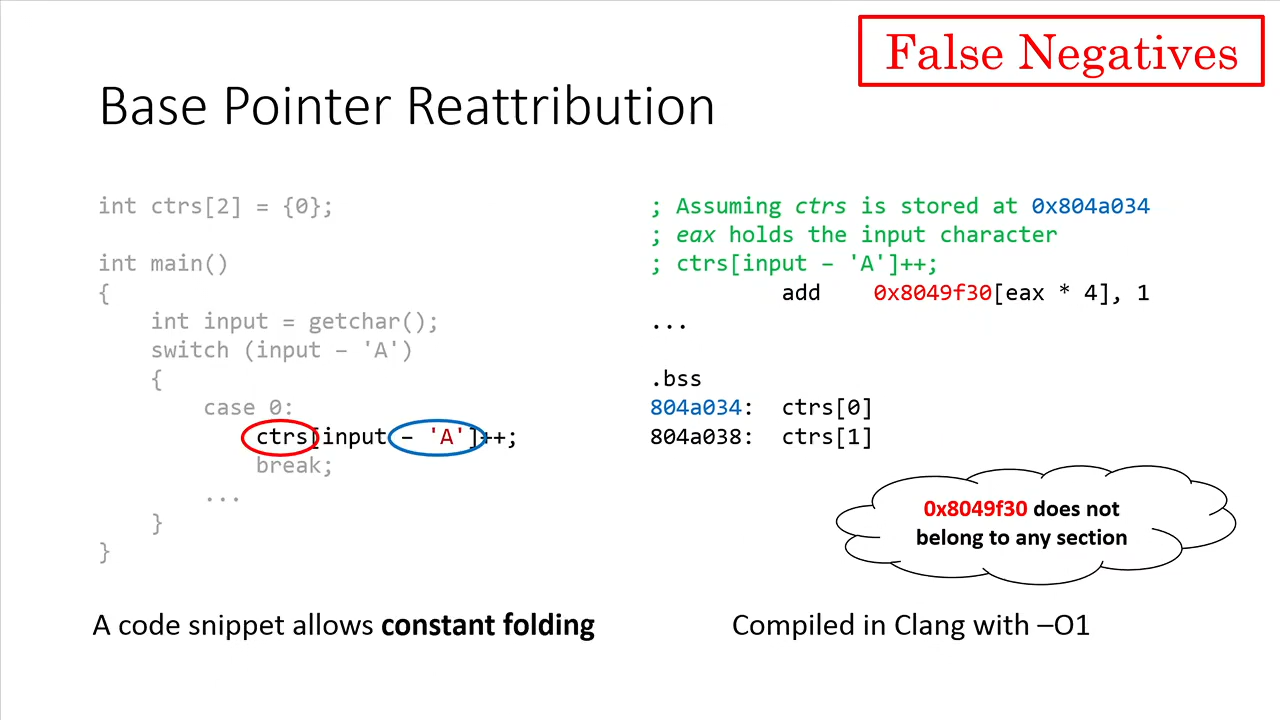 False Negatives
Base Pointer Reattribution
int ctrs[2] = {0};
int main()
{
int input = getchar();
switch (input – 'A')
{
case 0:
ctrs[input – 'A']++;
break;
...
}
}
A code snippet allows constant folding
; Assuming ctrs is stored at 0x804a034
; eax holds the input character
; ctrs[input – 'A']++;
add 0x8049f30[eax * 4], 1
...
.bss
804a034: ctrs[0]
804a038: ctrs[1]
0x8049f30 does not
belong to any section
Compiled in Clang with –O1